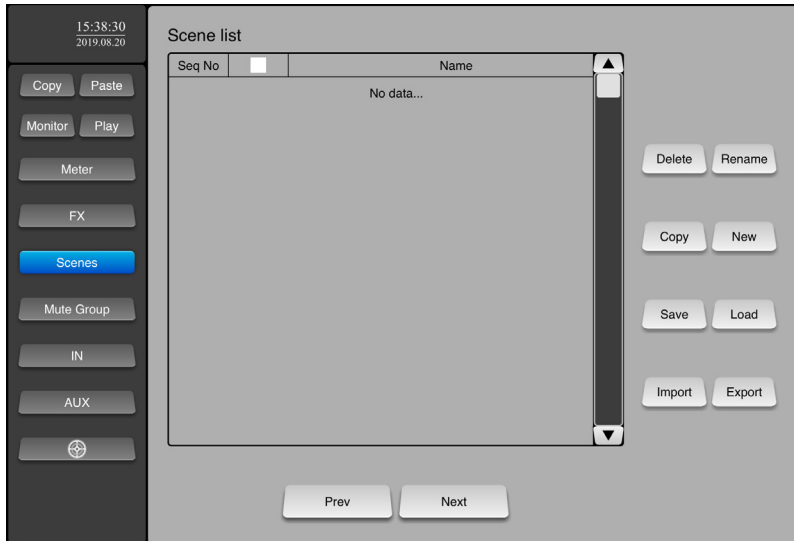 15:38:30
2019.08.20
Copy Paste
Monitor Play
Meter
FX
Scenes
Mute Group
IN
AUX
Scene list
Seq No Name
No data...
Delete Rename
Copy New
Save Load
Import Export
Prev Next